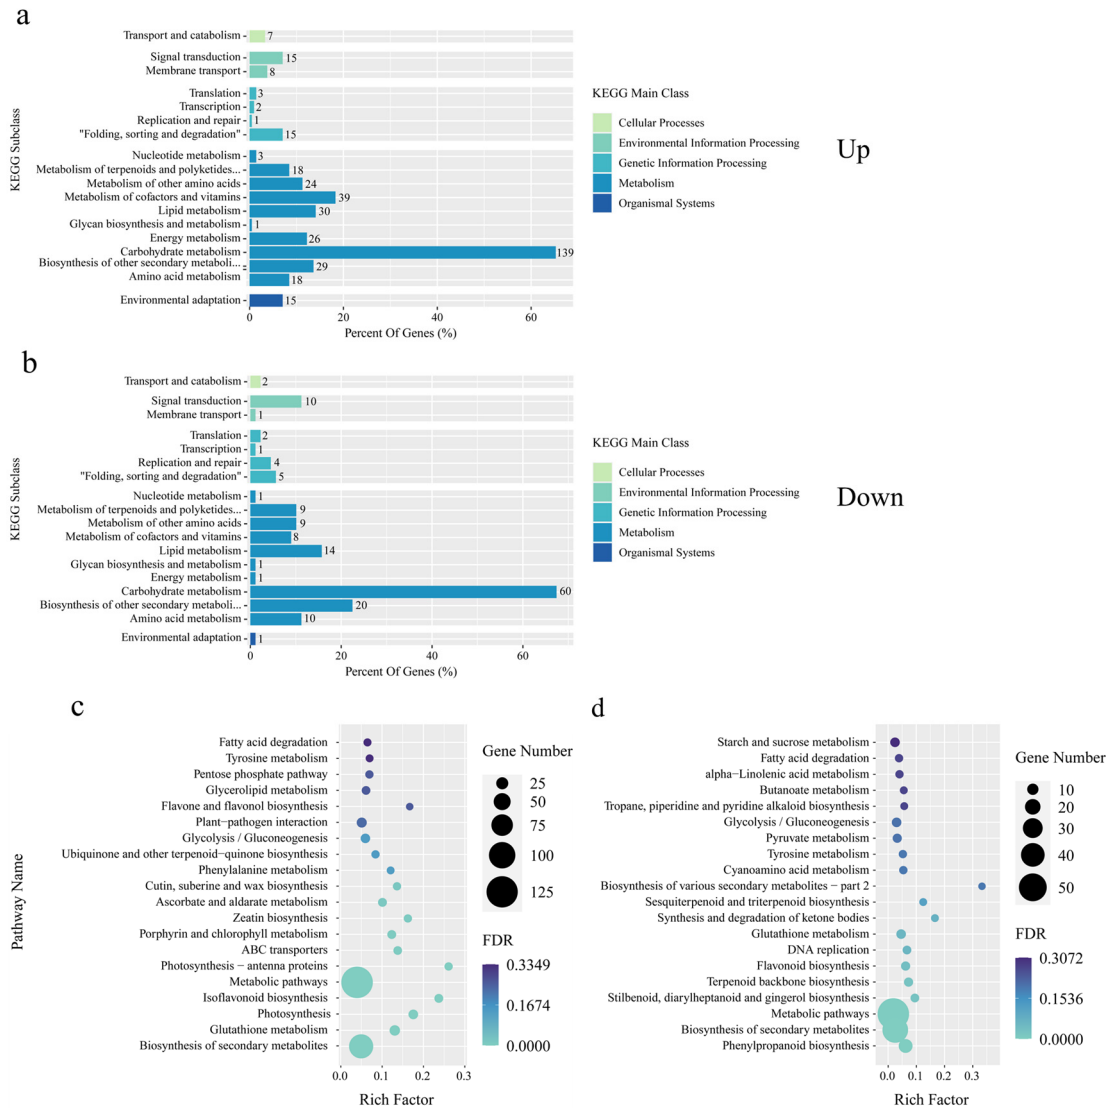 a
KEGG Subclass
Transport and catabolism
7
Signal transduction
15
Membrane transport
8
Translation
3
Transcription
2
Replication and repair
1
"Folding, sorting and degradation"
15
Nucleotide metabolism
3
Metabolism of terpenoids and polyketides...
18
Metabolism of other amino acids
24
Metabolism of cofactors and vitamins
39
Lipid metabolism
30
Glycan biosynthesis and metabolism
1
Energy metabolism
26
Carbohydrate metabolism
139
Biosynthesis of other secondary metaboli...
29
Amino acid metabolism
18
Environmental adaptation
15
0 20 40 60
Percent Of Genes (%)
KEGG Main Class
Cellular Processes
Environmental Information Processing
Genetic Information Processing
Metabolism
Organismal Systems
Up
b
KEGG Subclass
Transport and catabolism
2
Signal transduction
10
Membrane transport
1
Translation
2
Transcription
1
Replication and repair
4
"Folding, sorting and degradation"
5
Nucleotide metabolism
1
Metabolism of terpenoids and polyketides...
9
Metabolism of other amino acids
9
Metabolism of cofactors and vitamins
8
Lipid metabolism
14
Glycan biosynthesis and metabolism
1
Energy metabolism
1
Carbohydrate metabolism
60
Biosynthesis of other secondary metaboli...
20
Amino acid metabolism
10
Environmental adaptation
1
0 20 40 60
Percent Of Genes (%)
KEGG Main Class
Cellular Processes
Environmental Information Processing
Genetic Information Processing
Metabolism
Organismal Systems
Down
c
Pathway Name
Fatty acid degradation
Tyrosine metabolism
Pentose phosphate pathway
Glycerolipid metabolism
Flavone and flavonol biosynthesis
Plant−pathogen interaction
Glycolysis / Gluconeogenesis
Ubiquinone and other terpenoid−quinone biosynthesis
Phenylalanine metabolism
Cutin, suberine and wax biosynthesis
Ascorbate and aldarate metabolism
Zeatin biosynthesis
Porphyrin and chlorophyll metabolism
ABC transporters
Photosynthesis − antenna proteins
Metabolic pathways
Isoflavonoid biosynthesis
Photosynthesis
Glutathione metabolism
Biosynthesis of secondary metabolites
0.0 0.1 0.2 0.3
Rich Factor
Gene Number
25
50
75
100
125
FDR
0.3349
0.1674
0.0000
d
Starch and sucrose metabolism
Fatty acid degradation
alpha−Linolenic acid metabolism
Butanoate metabolism
Tropane, piperidine and pyridine alkaloid biosynthesis
Glycolysis / Gluconeogenesis
Pyruvate metabolism
Tyrosine metabolism
Cyanoamino acid metabolism
Biosynthesis of various secondary metabolites − part 2
Sesquiterpenoid and triterpenoid biosynthesis
Synthesis and degradation of ketone bodies
Glutathione metabolism
DNA replication
Flavonoid biosynthesis
Terpenoid backbone biosynthesis
Stilbenoid, diarylheptanoid and gingerol biosynthesis
Metabolic pathways
Biosynthesis of secondary metabolites
Phenylpropanoid biosynthesis
0.0 0.1 0.2 0.3
Rich Factor
Gene Number
10
20
30
40
50
FDR
0.3072
0.1536
0.0000